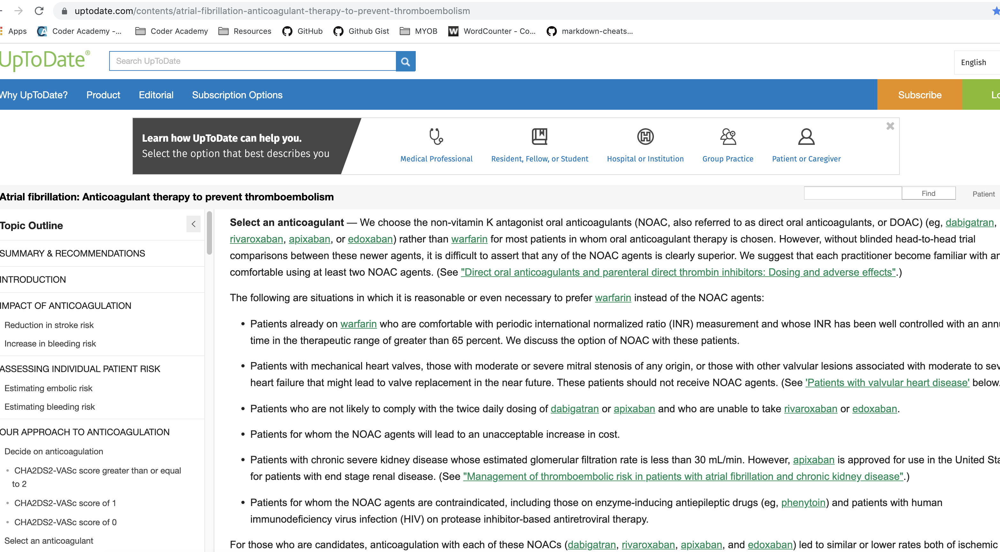 uptodate.com/contents/atrial-fibrillation-anticoagulant-therapy-to-prevent-thromboembolism
Apps Coder Academy -... Coder Academy Resources GitHub Github Gist MYOB WordCounter - Co... markdown-cheats...
UpToDate®
Search UpToDate
English
Why UpToDate? Product Editorial Subscription Options Subscribe
Learn how UpToDate can help you.
Select the option that best describes you
Medical Professional Resident, Fellow, or Student Hospital or Institution Group Practice Patient or Caregiver
Atrial fibrillation: Anticoagulant therapy to prevent thromboembolism
Find
Patient
Topic Outline
SUMMARY & RECOMMENDATIONS
INTRODUCTION
IMPACT OF ANTICOAGULATION
Reduction in stroke risk
Increase in bleeding risk
ASSESSING INDIVIDUAL PATIENT RISK
Estimating embolic risk
Estimating bleeding risk
OUR APPROACH TO ANTICOAGULATION
Decide on anticoagulation
• CHA2DS2-VASc score greater than or equal
to 2
• CHA2DS2-VASc score of 1
• CHA2DS2-VASc score of 0
Select an anticoagulant
Select an anticoagulant — We choose the non-vitamin K antagonist oral anticoagulants (NOAC, also referred to as direct oral anticoagulants, or DOAC) (eg, dabigatran,
rivaroxaban, apixaban, or edoxaban) rather than warfarin for most patients in whom oral anticoagulant therapy is chosen. However, without blinded head-to-head trial
comparisons between these newer agents, it is difficult to assert that any of the NOAC agents is clearly superior. We suggest that each practitioner become familiar with
comfortable using at least two NOAC agents. (See "Direct oral anticoagulants and parenteral direct thrombin inhibitors: Dosing and adverse effects".)
The following are situations in which it is reasonable or even necessary to prefer warfarin instead of the NOAC agents:
• Patients already on warfarin who are comfortable with periodic international normalized ratio (INR) measurement and whose INR has been well controlled with an
time in the therapeutic range of greater than 65 percent. We discuss the option of NOAC with these patients.
• Patients with mechanical heart valves, those with moderate or severe mitral stenosis of any origin, or those with other valvular lesions associated with moderate to
heart failure that might lead to valve replacement in the near future. These patients should not receive NOAC agents. (See 'Patients with valvular heart disease' below.
• Patients who are not likely to comply with the twice daily dosing of dabigatran or apixaban and who are unable to take rivaroxaban or edoxaban.
• Patients for whom the NOAC agents will lead to an unacceptable increase in cost.
• Patients with chronic severe kidney disease whose estimated glomerular filtration rate is less than 30 mL/min. However, apixaban is approved for use in the United
for patients with end stage renal disease. (See "Management of thromboembolic risk in patients with atrial fibrillation and chronic kidney disease".)
• Patients for whom the NOAC agents are contraindicated, including those on enzyme-inducing antiepileptic drugs (eg, phenytoin) and patients with human
immunodeficiency virus infection (HIV) on protease inhibitor-based antiretroviral therapy.
For those who are candidates, anticoagulation with each of these NOACs (dabigatran, rivaroxaban, apixaban, and edoxaban) led to similar or lower rates both of ischemic